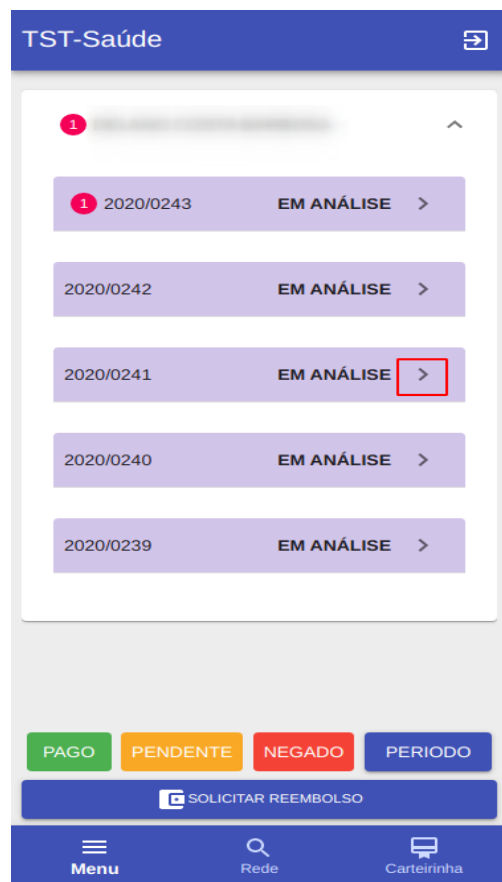 TST-Saúde
1
1 2020/0243 EM ANÁLISE
2020/0242 EM ANÁLISE
2020/0241 EM ANÁLISE
2020/0240 EM ANÁLISE
2020/0239 EM ANÁLISE
PAGO PENDENTE NEGADO PERIODO
SOLICITAR REEMBOLSO
Menu Rede Carteirinha